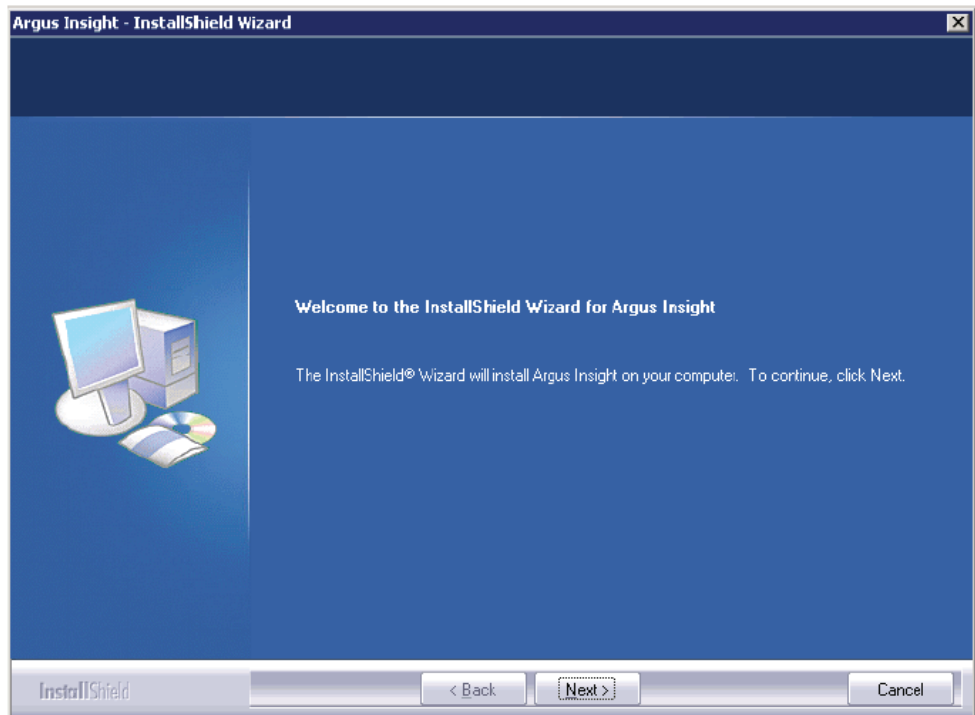 Argus Insight - InstallShield Wizard
Welcome to the InstallShield Wizard for Argus Insight
The InstallShield® Wizard will install Argus Insight on your computer. To continue, click Next.
InstallShield
< Back
Next >
Cancel